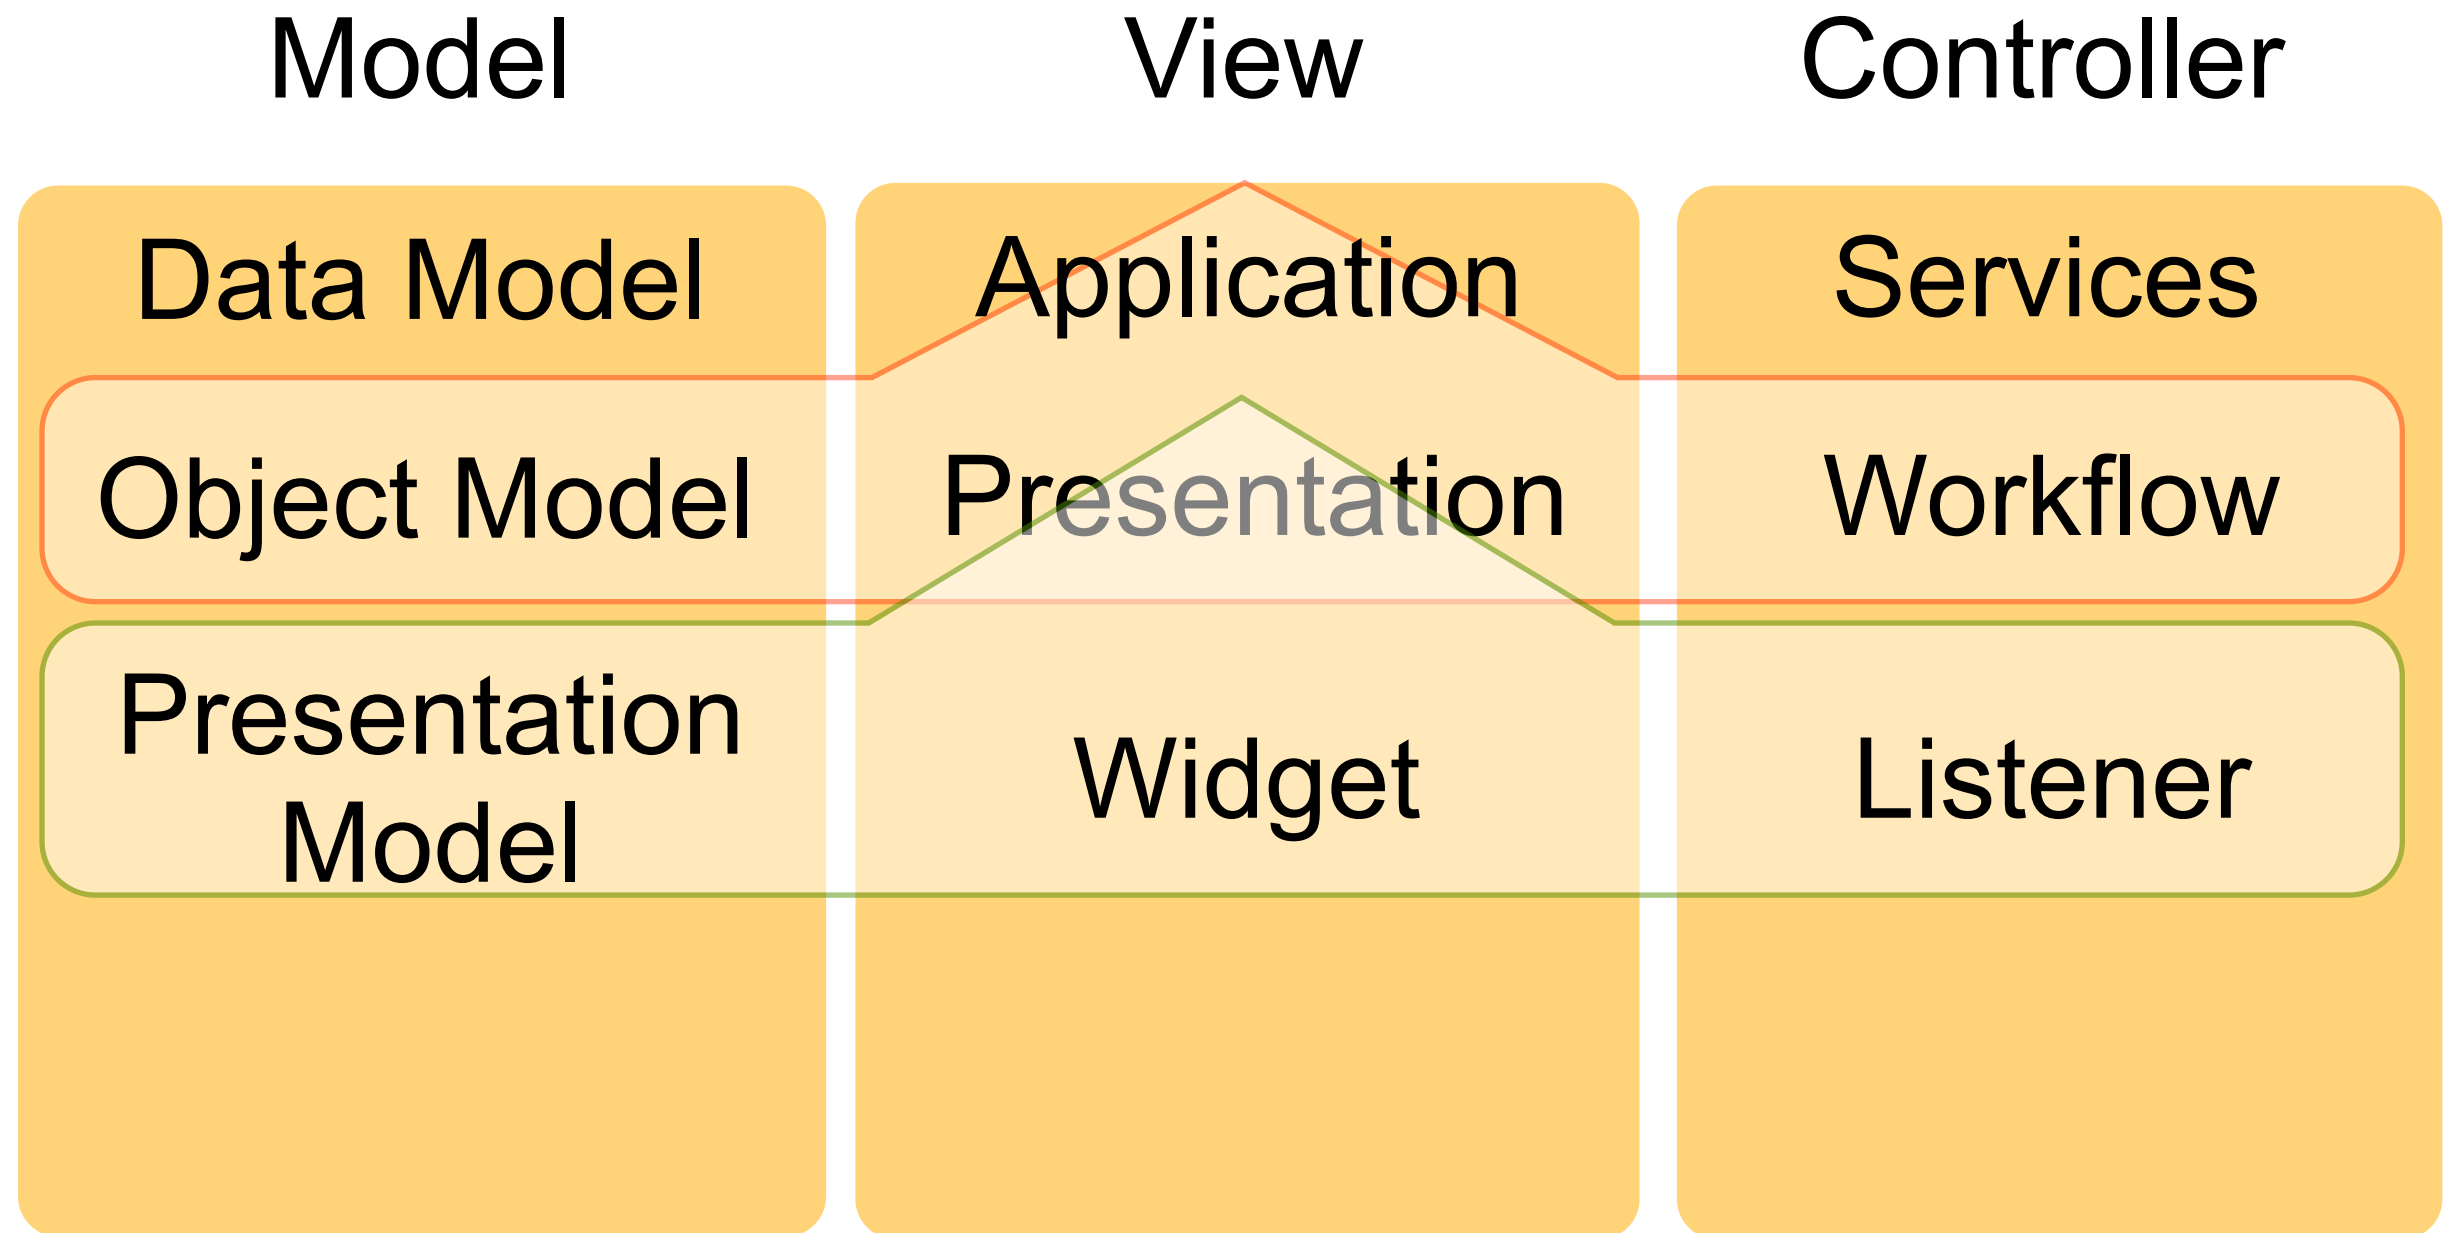 Model View Controller
Data Model Application Services
Object Model Presentation Workflow
Presentation
Model
Widget Listener